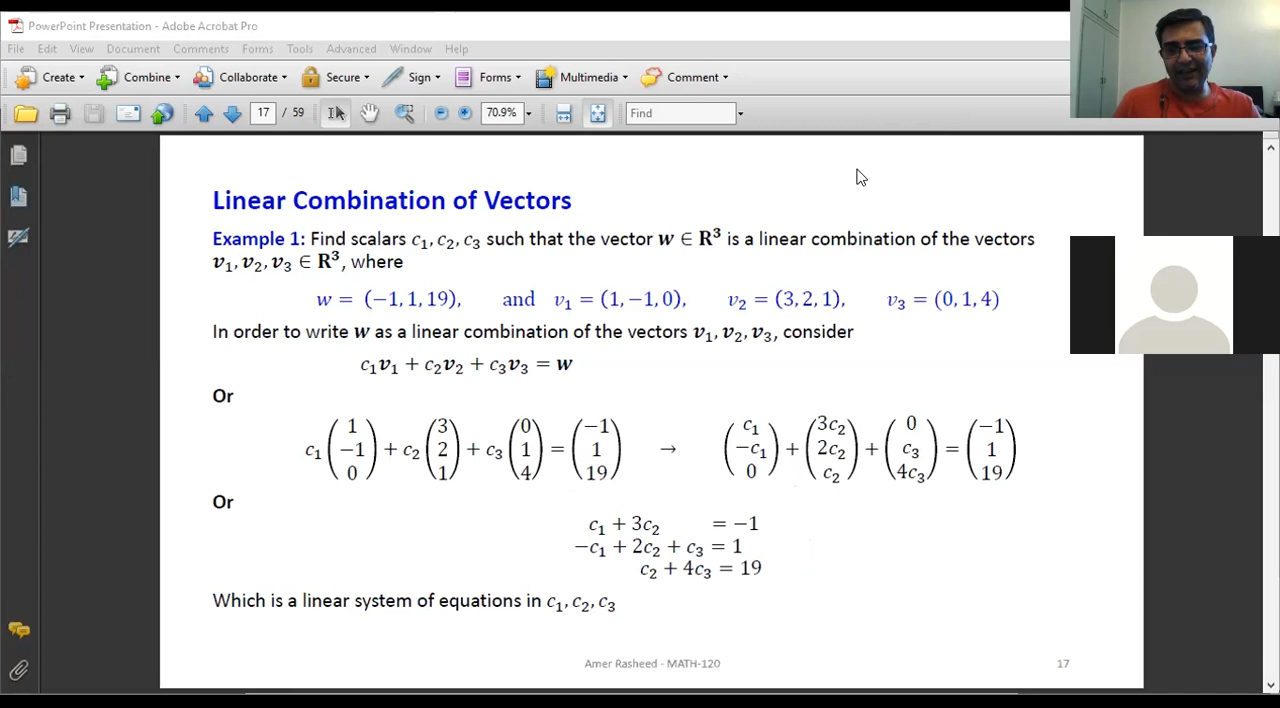 PowerPoint Presentation - Adobe Acrobat Pro
File Edit View Document Comments Forms Tools Advanced Window Help
Create Combine Collaborate Secure Sign Forms Multimedia Comment
17 / 59 70.9% Find
Linear Combination of Vectors
Example 1: Find scalars c₁, c₂, c₃ such that the vector w ∈ R³ is a linear combination of the vectors
v₁, v₂, v₃ ∈ R³, where
w = (−1, 1, 19), and v₁ = (1, −1, 0), v₂ = (3, 2, 1), v₃ = (0, 1, 4)
In order to write w as a linear combination of the vectors v₁, v₂, v₃, consider
c₁v₁ + c₂v₂ + c₃v₃ = w
Or
c₁ (1 −1 0) + c₂ (3 2 1) + c₃ (0 1 4) = (−1 1 19) → (c₁ −c₁ 0) + (3c₂ 2c₂ c₂) + (0 c₃ 4c₃) = (−1 1 19)
Or
c₁ + 3c₂ = −1
−c₁ + 2c₂ + c₃ = 1
c₂ + 4c₃ = 19
Which is a linear system of equations in c₁, c₂, c₃
Amer Rasheed - MATH-120 17